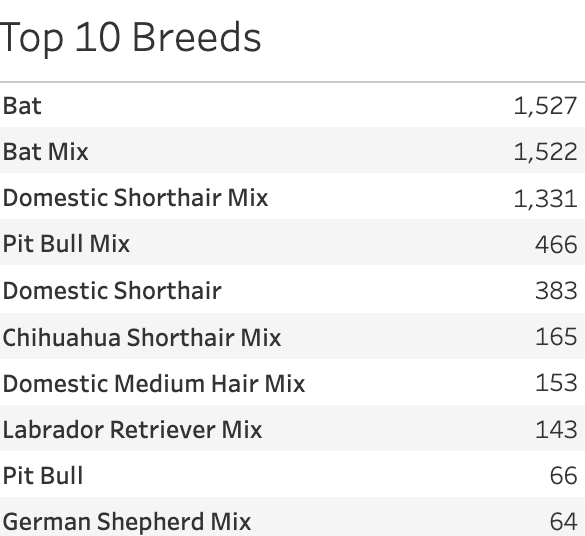 Top 10 Breeds
Bat 1,527
Bat Mix 1,522
Domestic Shorthair Mix 1,331
Pit Bull Mix 466
Domestic Shorthair 383
Chihuahua Shorthair Mix 165
Domestic Medium Hair Mix 153
Labrador Retriever Mix 143
Pit Bull 66
German Shepherd Mix 64